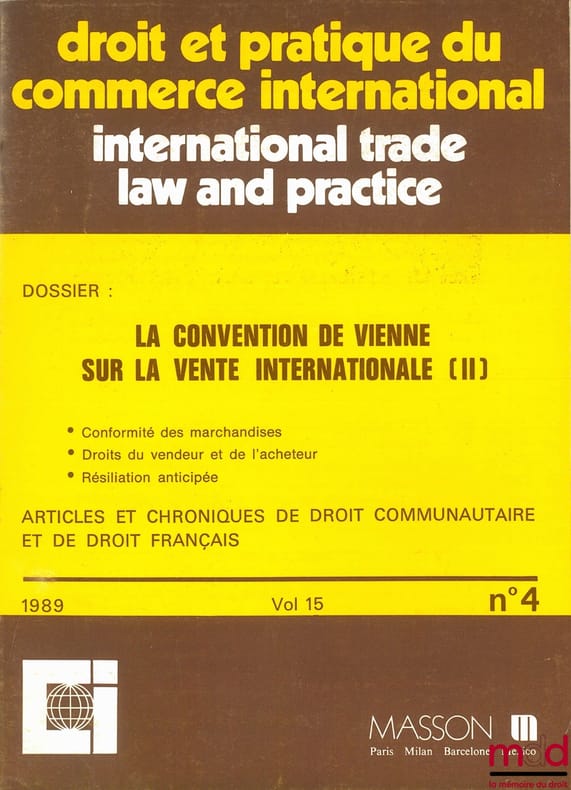 droit et pratique du
commerce international
international trade
law and practice
DOSSIER :
LA CONVENTION DE VIENNE
SUR LA VENTE INTERNATIONALE (II)
• Conformité des marchandises
• Droits du vendeur et de l'acheteur
• Résiliation anticipée
ARTICLES ET CHRONIQUES DE DROIT COMMUNAUTAIRE
ET DE DROIT FRANÇAIS
1989 Vol 15 n° 4
MASSON
Paris Milan Barcelone Mexico
mdd
la mémoire du droit